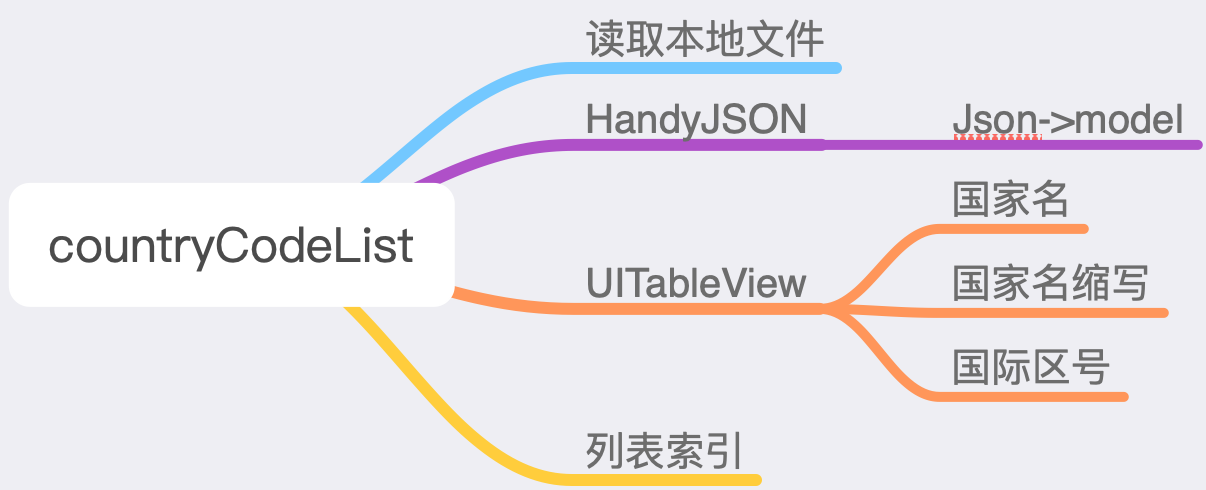 读取本地文件
HandyJSON
Json->model
countryCodeList
UITableView
国家名
国家名缩写
国际区号
列表索引